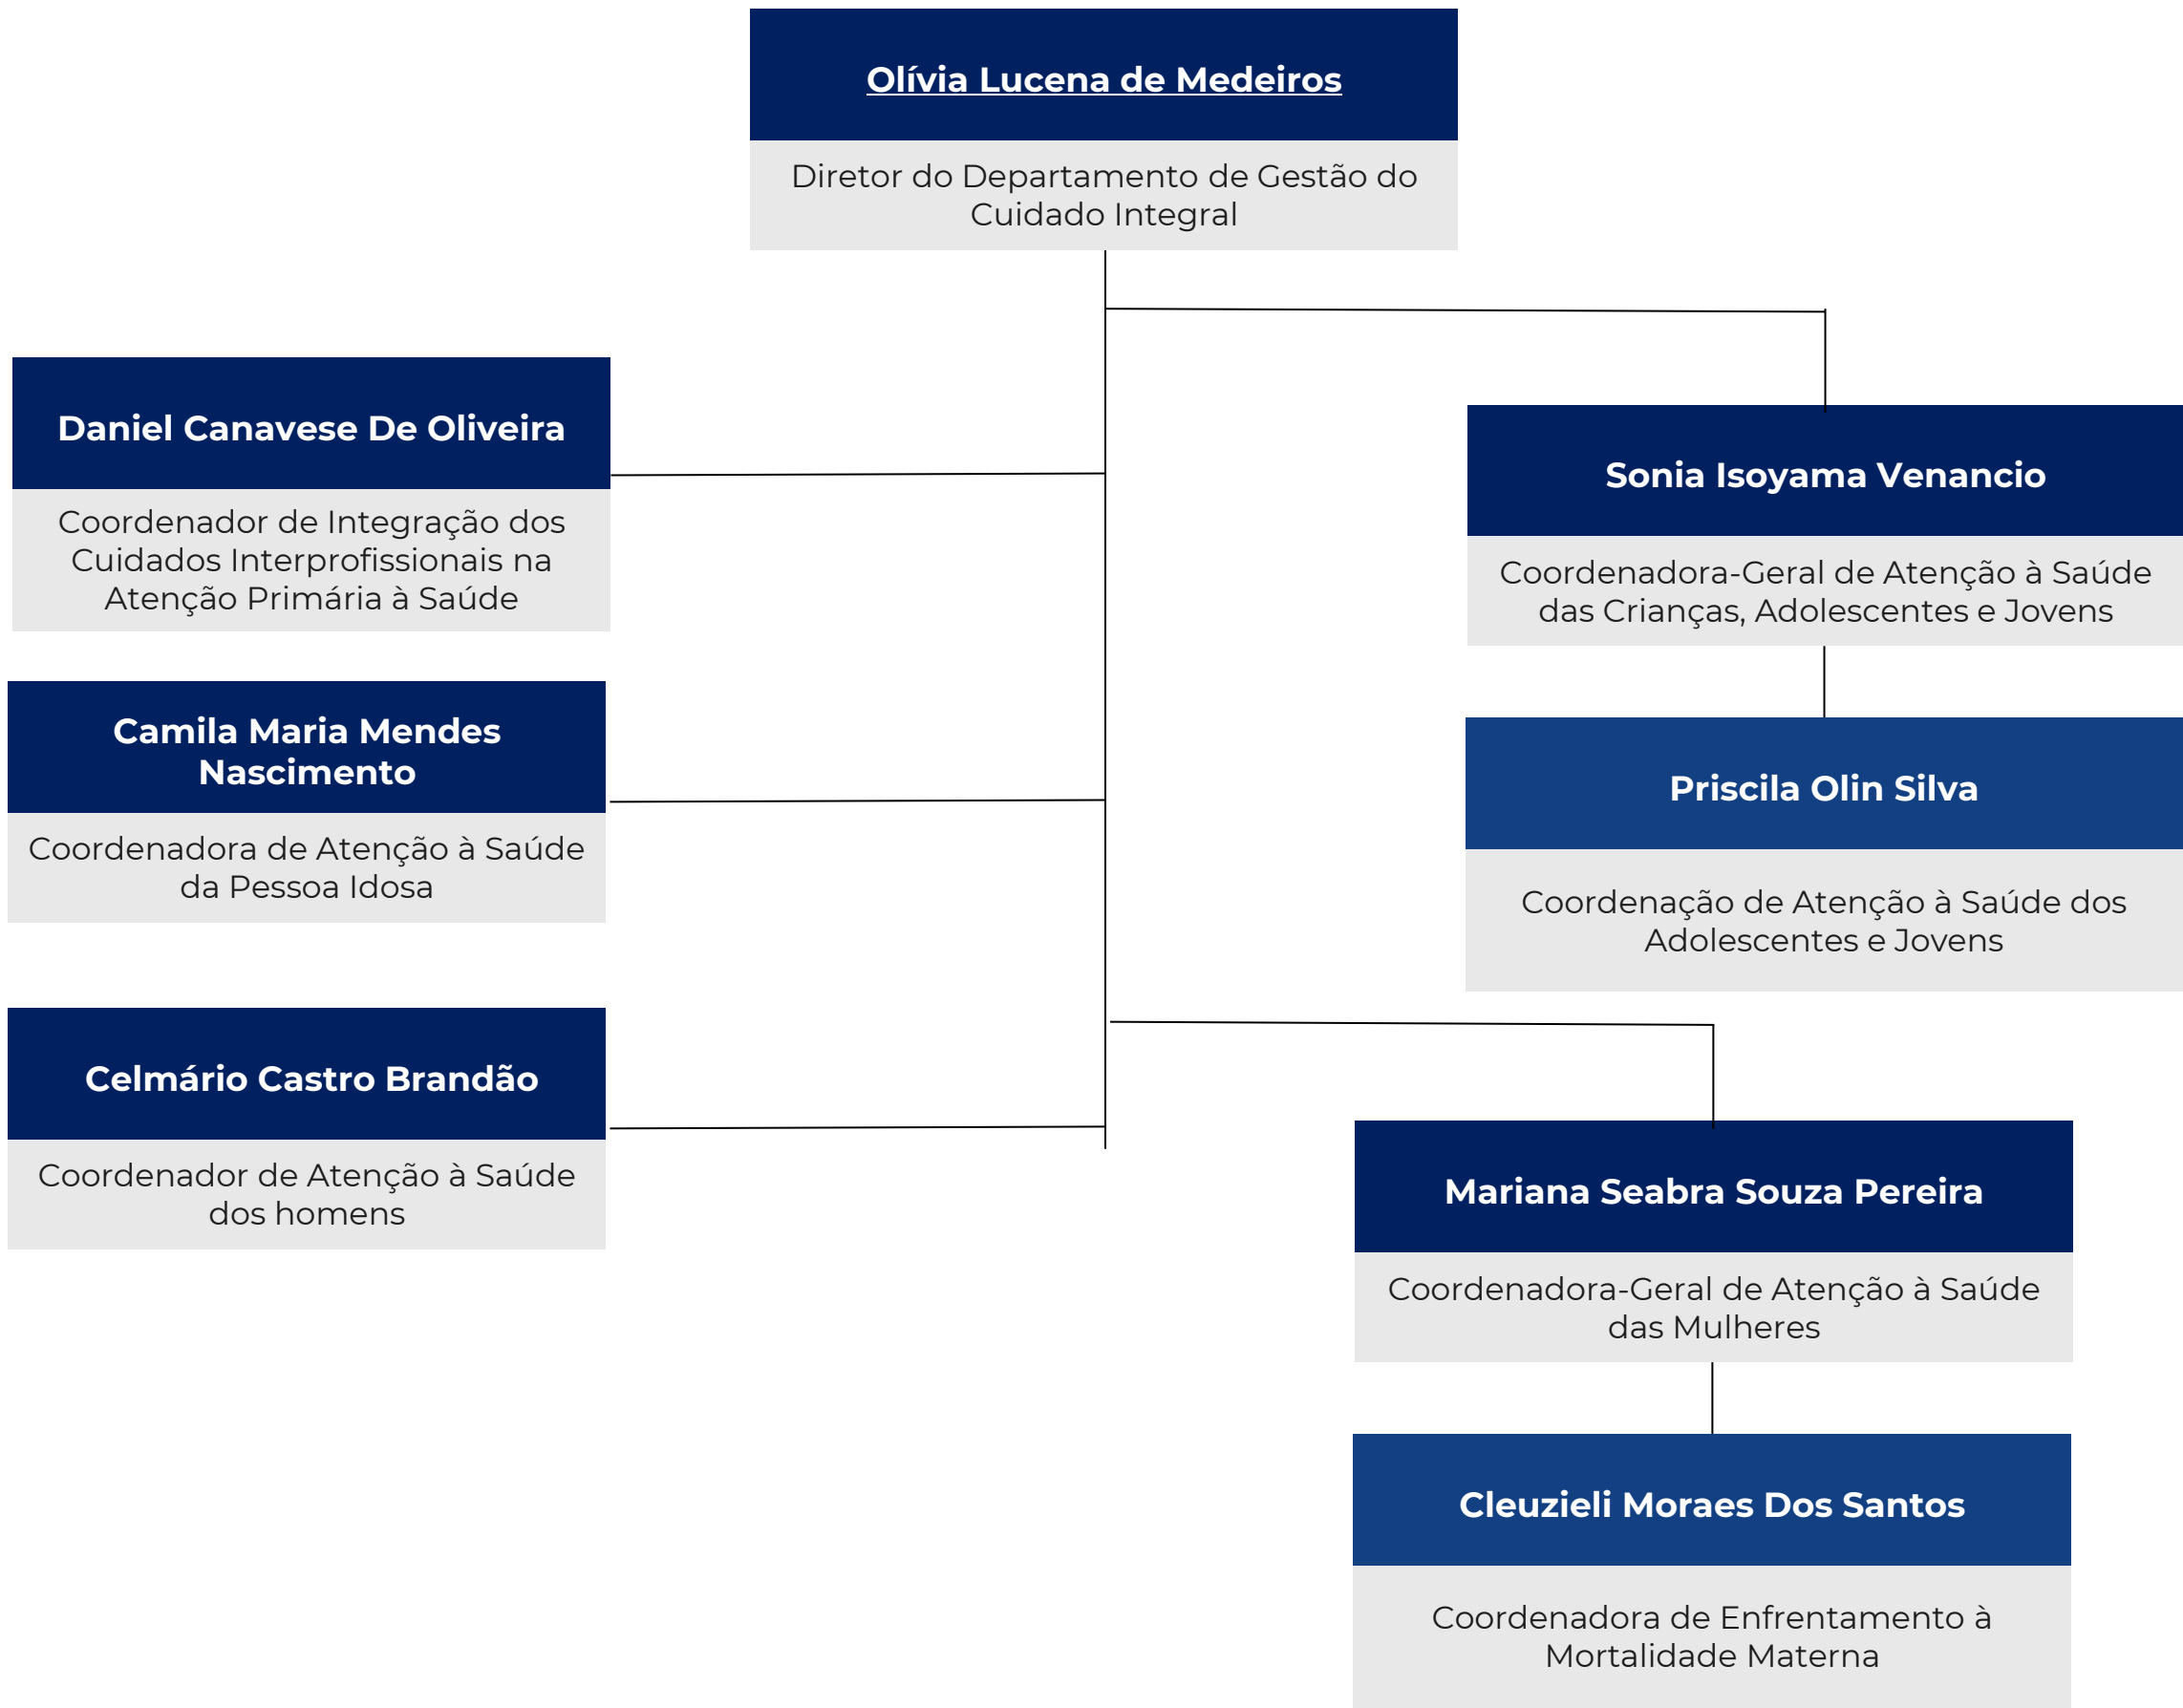 Olívia Lucena de Medeiros
Diretor do Departamento de Gestão do
Cuidado Integral
Daniel Canavese De Oliveira
Coordenador de Integração dos
Cuidados Interprofissionais na
Atenção Primária à Saúde
Camila Maria Mendes
Nascimento
Coordenadora de Atenção à Saúde
da Pessoa Idosa
Celmário Castro Brandão
Coordenador de Atenção à Saúde
dos homens
Sonia Isoyama Venancio
Coordenadora-Geral de Atenção à Saúde
das Crianças, Adolescentes e Jovens
Priscila Olin Silva
Coordenação de Atenção à Saúde dos
Adolescentes e Jovens
Mariana Seabra Souza Pereira
Coordenadora-Geral de Atenção à Saúde
das Mulheres
Cleuzieli Moraes Dos Santos
Coordenadora de Enfrentamento à
Mortalidade Materna